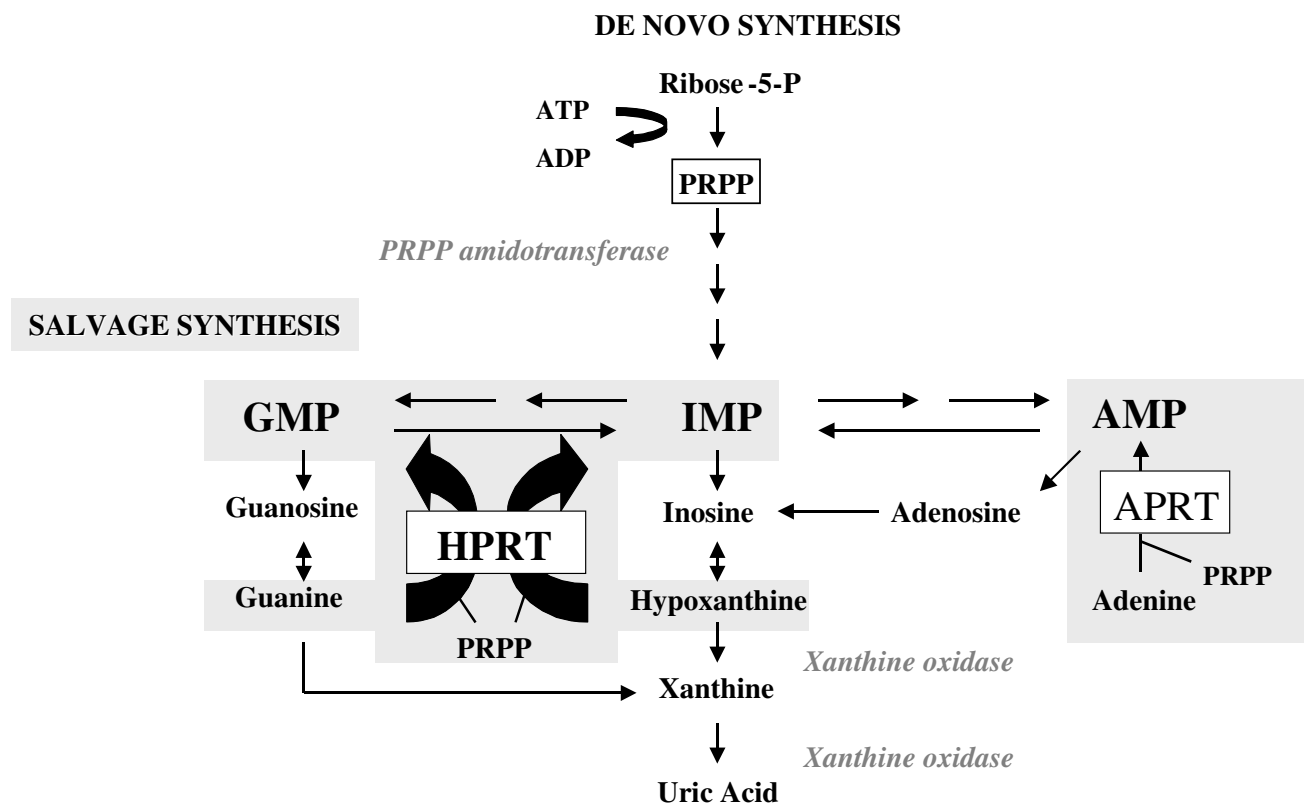 DE NOVO SYNTHESIS
Ribose -5-P
ATP
ADP
PRPP
PRPP amidotransferase
SALVAGE SYNTHESIS
GMP
IMP
AMP
Guanosine
HPRT
Inosine
Adenosine
APRT
Guanine
Hypoxanthine
PRPP
Adenine
PRPP
Xanthine oxidase
Xanthine
Xanthine oxidase
Uric Acid